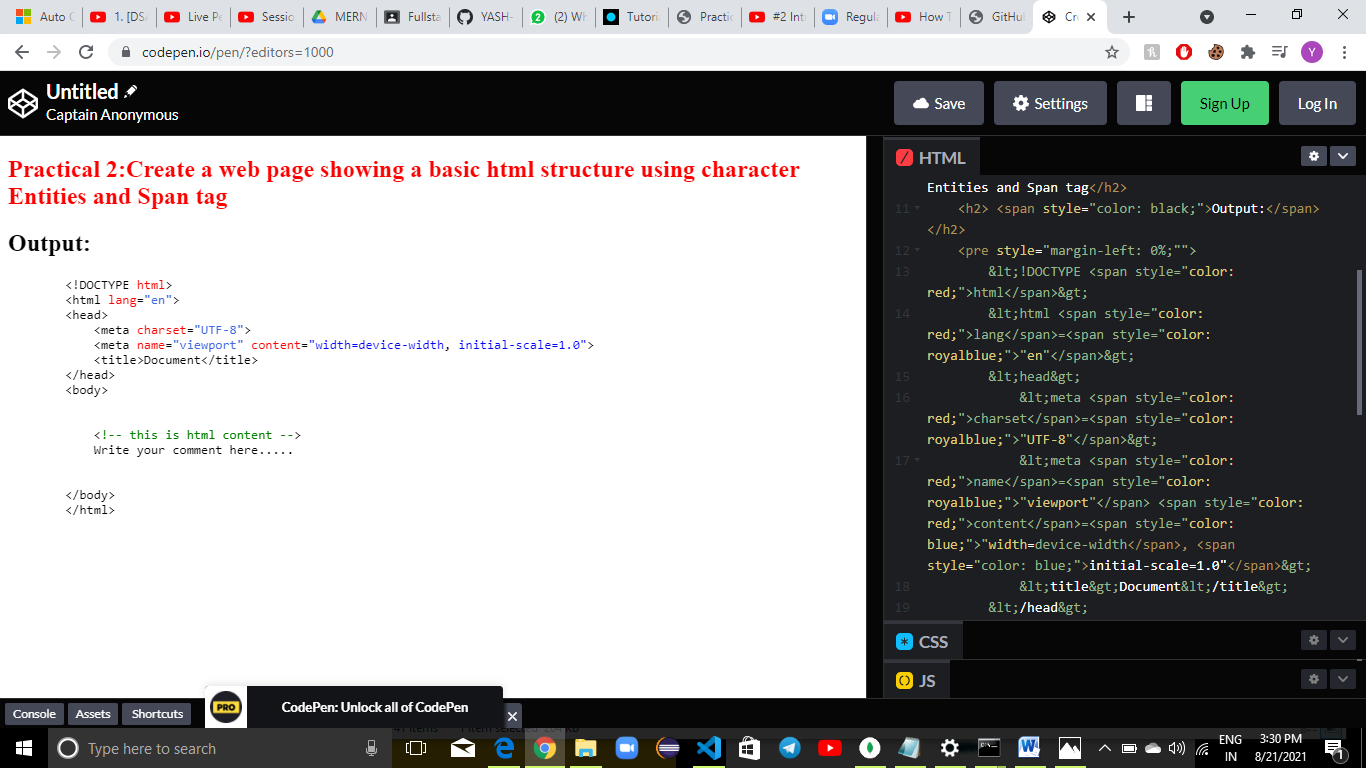 Auto C
1. [DSA
Live Pe
Sessio
MERN
Fullsta
YASH-
(2) Wh
Tutori
Practic
#2 Int
Regula
How T
GitHub
Cre
codepen.io/pen/?editors=1000
Untitled
Captain Anonymous
Save
Settings
Sign Up
Log In
Practical 2:Create a web page showing a basic html structure using character
Entities and Span tag
Output:
<!DOCTYPE html>
<html lang="en">
<head>
<meta charset="UTF-8">
<meta name="viewport" content="width=device-width, initial-scale=1.0">
<title>Document</title>
</head>
<body>
<!-- this is html content -->
Write your comment here.....
</body>
</html>
HTML
Entities and Span tag</h2>
11 <h2> <span style="color: black;">Output:</span>
</h2>
12 <pre style="margin-left: 0%;"">
13 &lt;!DOCTYPE <span style="color:
red;">html</span>&gt;
14 &lt;html <span style="color:
red;">lang</span>=<span style="color:
royalblue;">"en"</span>&gt;
15 &lt;head&gt;
16 &lt;meta <span style="color:
red;">charset</span>=<span style="color:
royalblue;">"UTF-8"</span>&gt;
17 &lt;meta <span style="color:
red;">name</span>=<span style="color:
royalblue;">"viewport"</span> <span style="color:
red;">content</span>=<span style="color:
blue;">"width=device-width</span>, <span
style="color: blue;">initial-scale=1.0"</span>&gt;
18 &lt;title&gt;Document&lt;/title&gt;
19 &lt;/head&gt;
CSS
JS
Console
Assets
Shortcuts
PRO
CodePen: Unlock all of CodePen
Type here to search
ENG
IN
3:30 PM
8/21/2021
1